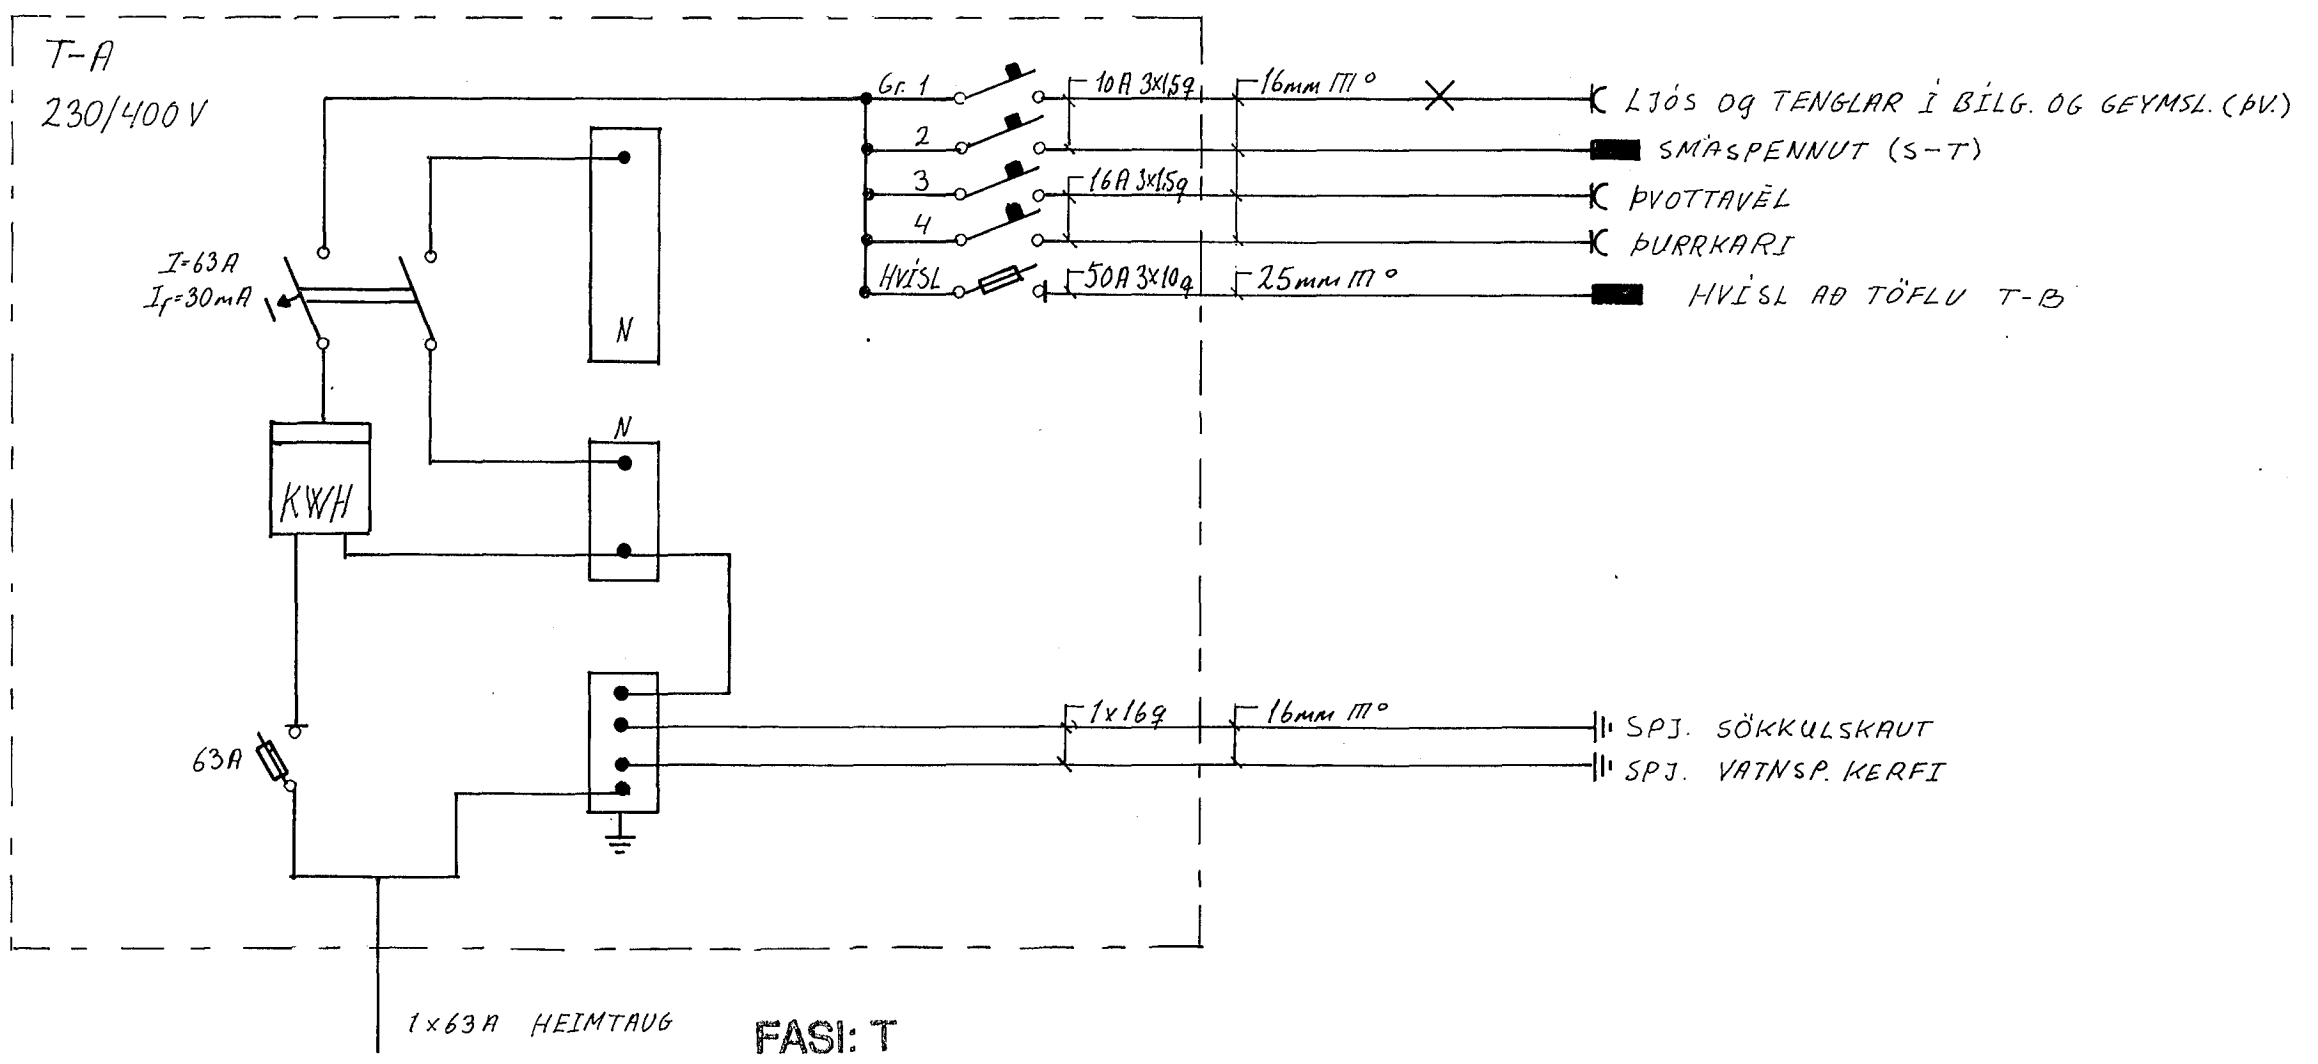 T-A
230/400 V
Gr. 1 10A 3x1,5q 16mm m° LJÓS OG TENGLAR Í BÍLG. OG GEYMSL. (ÞV.)
2 SMÁSPENNUT (S-T)
3 16A 3x1,5q ÞVOTTAVÉL
4 ÞURRKARI
HVÍSL 50A 3x10q 25mm m° HVÍSL AÐ TÖFLU T-B
I=63A
If=30mA
N
N
KWH
1x16q 16mm m° SPJ. SÖKKULSKAUT
63A SPJ. VATNSP. KERFI
1x63A HEIMTAUG
FASI: T